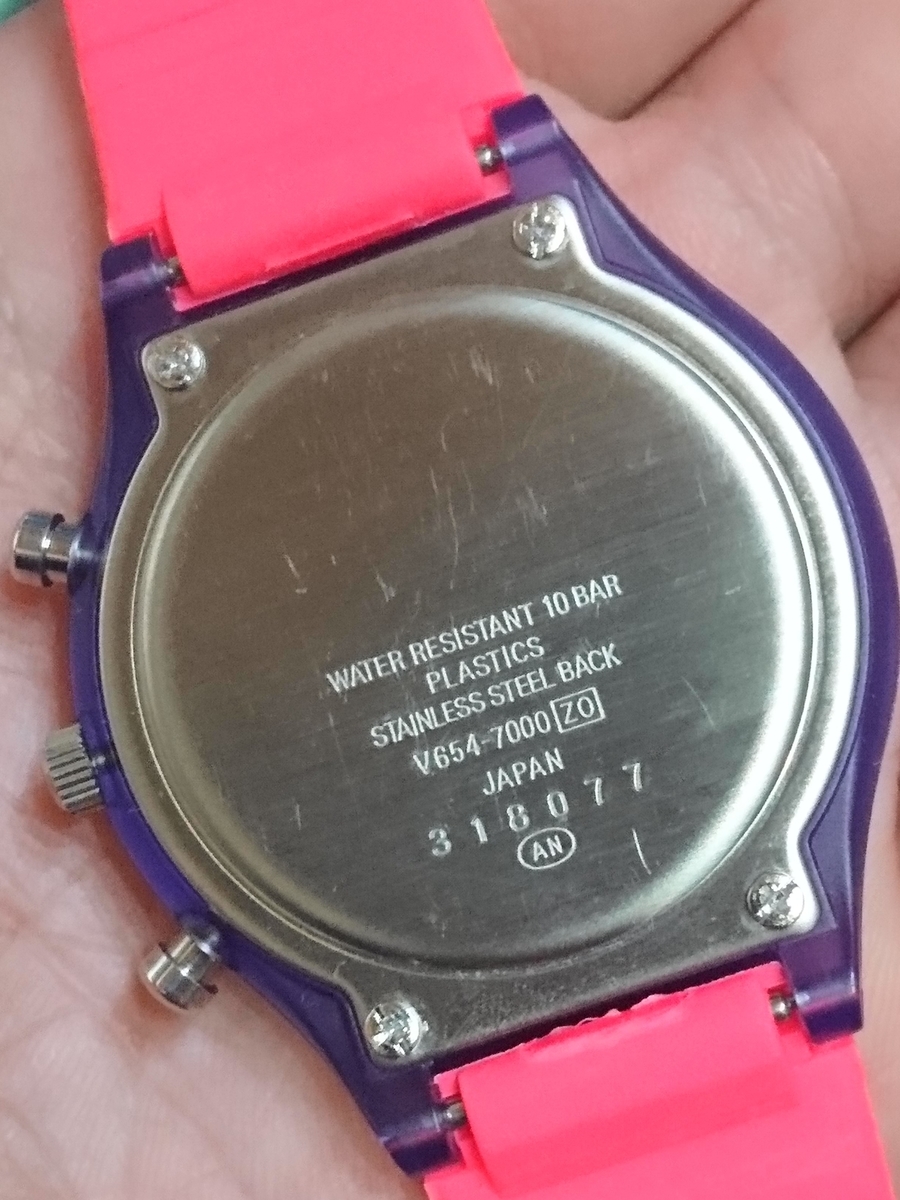 WATER RESISTANT 10 BAR
PLASTICS
STAINLESS STEEL BACK
V654-7000 ZO
JAPAN
318077
AN